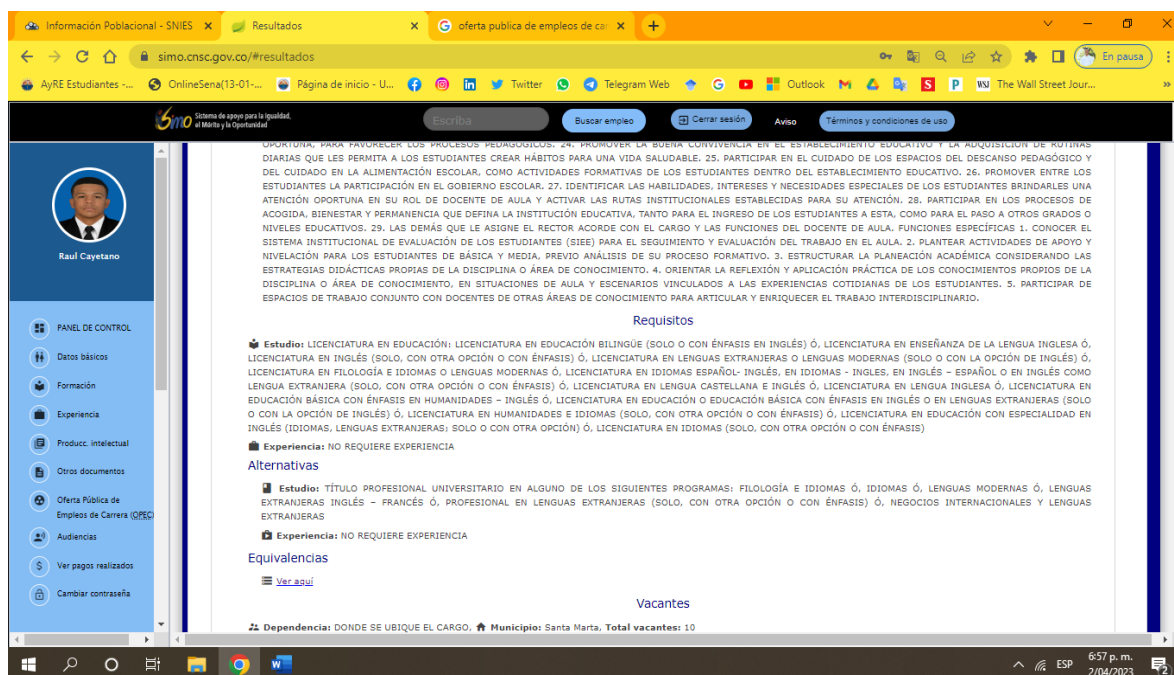 Información Poblacional - SNIES
Resultados
oferta publica de empleos de car
simo.cnsc.gov.co/#resultados
En pausa
AyRE Estudiantes -...
OnlineSena(13-01-...
Página de inicio - U...
Twitter
Telegram Web
Outlook
The Wall Street Jour...
Simo Sistema de apoyo para la igualdad,
el Mérito y la Oportunidad
Escriba
Buscar empleo
Cerrar sesión
Aviso
Términos y condiciones de uso
Raul Cayetano
PANEL DE CONTROL
Datos básicos
Formación
Experiencia
Producc. intelectual
Otros documentos
Oferta Pública de
Empleos de Carrera (OPEC)
Audiencias
Ver pagos realizados
Cambiar contraseña
OPORTUNA, PARA FAVORECER LOS PROCESOS PEDAGÓGICOS. 24. PROMOVER LA BUENA CONVIVENCIA EN EL ESTABLECIMIENTO EDUCATIVO Y LA ADQUISICIÓN DE RUTINAS
DIARIAS QUE LES PERMITA A LOS ESTUDIANTES CREAR HÁBITOS PARA UNA VIDA SALUDABLE. 25. PARTICIPAR EN EL CUIDADO DE LOS ESPACIOS DEL DESCANSO PEDAGÓGICO Y
DEL CUIDADO EN LA ALIMENTACIÓN ESCOLAR, COMO ACTIVIDADES FORMATIVAS DE LOS ESTUDIANTES DENTRO DEL ESTABLECIMIENTO EDUCATIVO. 26. PROMOVER ENTRE LOS
ESTUDIANTES LA PARTICIPACIÓN EN EL GOBIERNO ESCOLAR. 27. IDENTIFICAR LAS HABILIDADES, INTERESES Y NECESIDADES ESPECIALES DE LOS ESTUDIANTES BRINDARLES UNA
ATENCIÓN OPORTUNA EN SU ROL DE DOCENTE DE AULA Y ACTIVAR LAS RUTAS INSTITUCIONALES ESTABLECIDAS PARA SU ATENCIÓN. 28. PARTICIPAR EN LOS PROCESOS DE
ACOGIDA, BIENESTAR Y PERMANENCIA QUE DEFINA LA INSTITUCIÓN EDUCATIVA, TANTO PARA EL INGRESO DE LOS ESTUDIANTES A ESTA, COMO PARA EL PASO A OTROS GRADOS O
NIVELES EDUCATIVOS. 29. LAS DEMÁS QUE LE ASIGNE EL RECTOR ACORDE CON EL CARGO Y LAS FUNCIONES DEL DOCENTE DE AULA. FUNCIONES ESPECÍFICAS 1. CONOCER EL
SISTEMA INSTITUCIONAL DE EVALUACIÓN DE LOS ESTUDIANTES (SIEE) PARA EL SEGUIMIENTO Y EVALUACIÓN DEL TRABAJO EN EL AULA. 2. PLANTEAR ACTIVIDADES DE APOYO Y
NIVELACIÓN PARA LOS ESTUDIANTES DE BÁSICA Y MEDIA, PREVIO ANÁLISIS DE SU PROCESO FORMATIVO. 3. ESTRUCTURAR LA PLANEACIÓN ACADÉMICA CONSIDERANDO LAS
ESTRATEGIAS DIDÁCTICAS PROPIAS DE LA DISCIPLINA O ÁREA DE CONOCIMIENTO. 4. ORIENTAR LA REFLEXIÓN Y APLICACIÓN PRÁCTICA DE LOS CONOCIMIENTOS PROPIOS DE LA
DISCIPLINA O ÁREA DE CONOCIMIENTO, EN SITUACIONES DE AULA Y ESCENARIOS VINCULADOS A LAS EXPERIENCIAS COTIDIANAS DE LOS ESTUDIANTES. 5. PARTICIPAR DE
ESPACIOS DE TRABAJO CONJUNTO CON DOCENTES DE OTRAS ÁREAS DE CONOCIMIENTO PARA ARTICULAR Y ENRIQUECER EL TRABAJO INTERDISCIPLINARIO.
Requisitos
Estudio: LICENCIATURA EN EDUCACIÓN: LICENCIATURA EN EDUCACIÓN BILINGÜE (SOLO O CON ÉNFASIS EN INGLÉS) Ó, LICENCIATURA EN ENSEÑANZA DE LA LENGUA INGLESA Ó,
LICENCIATURA EN INGLÉS (SOLO, CON OTRA OPCIÓN O CON ÉNFASIS) Ó, LICENCIATURA EN LENGUAS EXTRANJERAS O LENGUAS MODERNAS (SOLO O CON LA OPCIÓN DE INGLÉS) Ó,
LICENCIATURA EN FILOLOGÍA E IDIOMAS O LENGUAS MODERNAS Ó, LICENCIATURA EN IDIOMAS ESPAÑOL- INGLÉS, EN IDIOMAS - INGLES, EN INGLÉS – ESPAÑOL O EN INGLÉS COMO
LENGUA EXTRANJERA (SOLO, CON OTRA OPCIÓN O CON ÉNFASIS) Ó, LICENCIATURA EN LENGUA CASTELLANA E INGLÉS Ó, LICENCIATURA EN LENGUA INGLESA Ó, LICENCIATURA EN
EDUCACIÓN BÁSICA CON ÉNFASIS EN HUMANIDADES – INGLÉS Ó, LICENCIATURA EN EDUCACIÓN O EDUCACIÓN BÁSICA CON ÉNFASIS EN INGLÉS O EN LENGUAS EXTRANJERAS (SOLO
O CON LA OPCIÓN DE INGLÉS) Ó, LICENCIATURA EN HUMANIDADES E IDIOMAS (SOLO, CON OTRA OPCIÓN O CON ÉNFASIS) Ó, LICENCIATURA EN EDUCACIÓN CON ESPECIALIDAD EN
INGLÉS (IDIOMAS, LENGUAS EXTRANJERAS; SOLO O CON OTRA OPCIÓN) Ó, LICENCIATURA EN IDIOMAS (SOLO, CON OTRA OPCIÓN O CON ÉNFASIS)
Experiencia: NO REQUIERE EXPERIENCIA
Alternativas
Estudio: TÍTULO PROFESIONAL UNIVERSITARIO EN ALGUNO DE LOS SIGUIENTES PROGRAMAS: FILOLOGÍA E IDIOMAS Ó, IDIOMAS Ó, LENGUAS MODERNAS Ó, LENGUAS
EXTRANJERAS INGLÉS – FRANCÉS Ó, PROFESIONAL EN LENGUAS EXTRANJERAS (SOLO, CON OTRA OPCIÓN O CON ÉNFASIS) Ó, NEGOCIOS INTERNACIONALES Y LENGUAS
EXTRANJERAS
Experiencia: NO REQUIERE EXPERIENCIA
Equivalencias
Ver aquí
Vacantes
Dependencia: DONDE SE UBIQUE EL CARGO, Municipio: Santa Marta, Total vacantes: 10
ESP
6:57 p. m.
2/04/2023